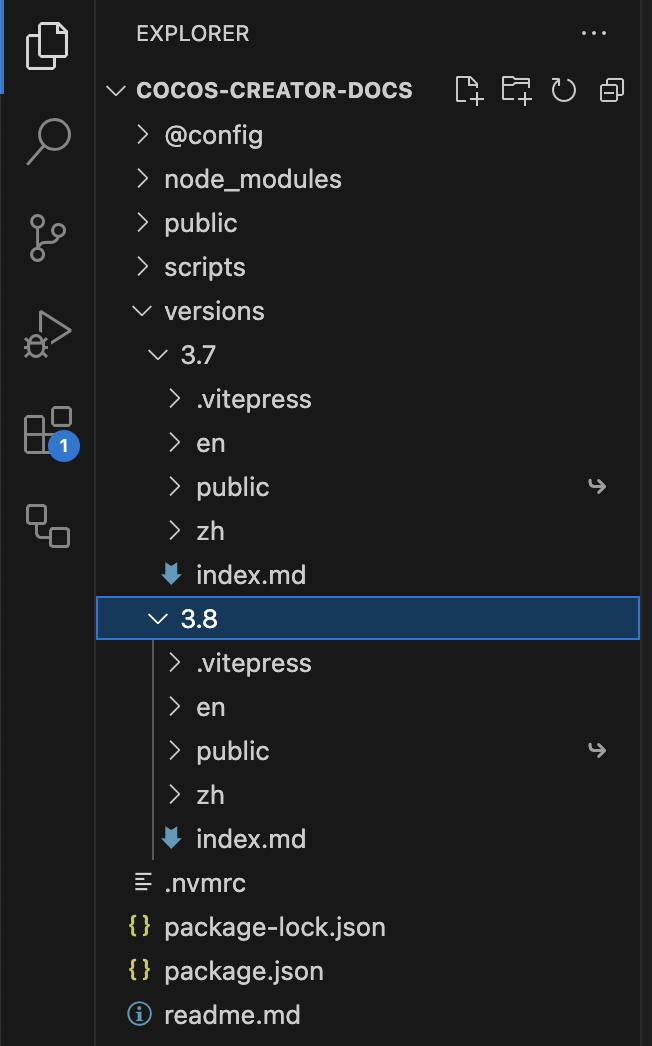 EXPLORER
COCOS-CREATOR-DOCS
@config
node_modules
public
scripts
versions
3.7
.vitepress
en
public
zh
index.md
3.8
.vitepress
en
public
zh
index.md
.nvmrc
package-lock.json
package.json
readme.md
1